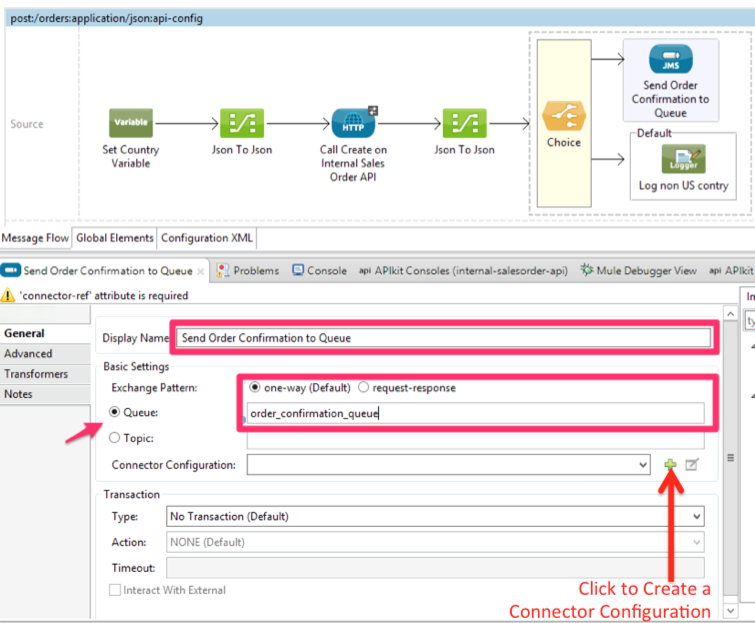 post:/orders:application/json:api-config
Source
Variable
Set Country
Variable
Json To Json
HTTP
Call Create on
Internal Sales
Order API
Json To Json
Choice
JMS
Send Order
Confirmation to
Queue
Default
Logger
Log non US contry
Message Flow Global Elements Configuration XML
Send Order Confirmation to Queue Problems Console api APIkit Consoles (internal-salesorder-api) Mule Debugger View api APIkit
'connector-ref' attribute is required
In
General
Advanced
Transformers
Notes
Display Name Send Order Confirmation to Queue
ty
Basic Settings
Exchange Pattern: one-way (Default) request-response
Queue: order_confirmation_queue
Topic:
Connector Configuration:
Transaction
Type: No Transaction (Default)
Action: NONE (Default)
Timeout:
Interact With External
Click to Create a
Connector Configuration